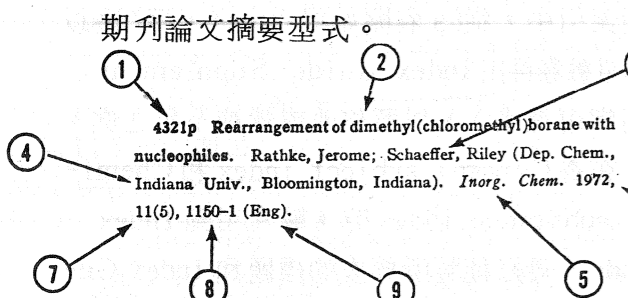 期刊論文摘要型式。
1
2
4321p Rearrangement of dimethyl(chloromethyl)borane with
4
nucleophiles. Rathke, Jerome; Schaeffer, Riley (Dep. Chem.,
Indiana Univ., Bloomington, Indiana). Inorg. Chem. 1972,
11(5), 1150-1 (Eng).
7
8
9
5